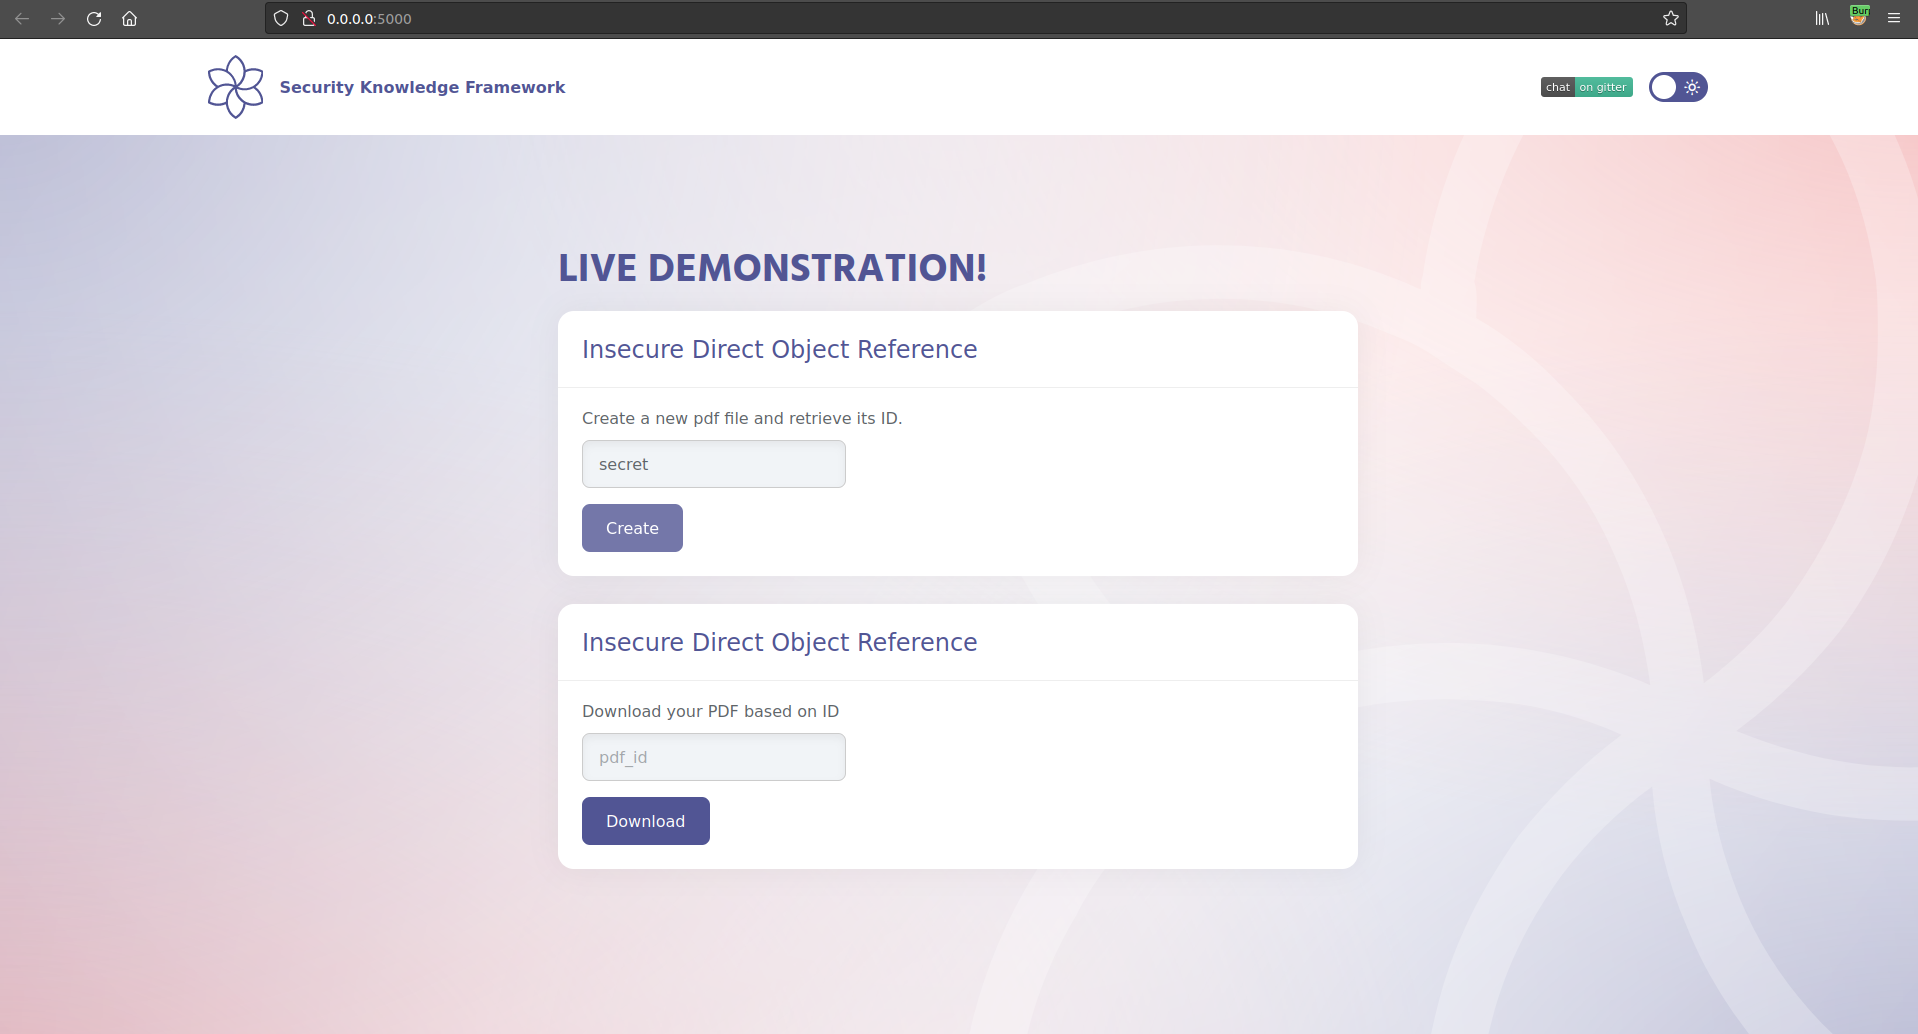 0.0.0.0:5000
Bur
Security Knowledge Framework
chat on gitter
LIVE DEMONSTRATION!
Insecure Direct Object Reference
Create a new pdf file and retrieve its ID.
secret
Create
Insecure Direct Object Reference
Download your PDF based on ID
pdf_id
Download